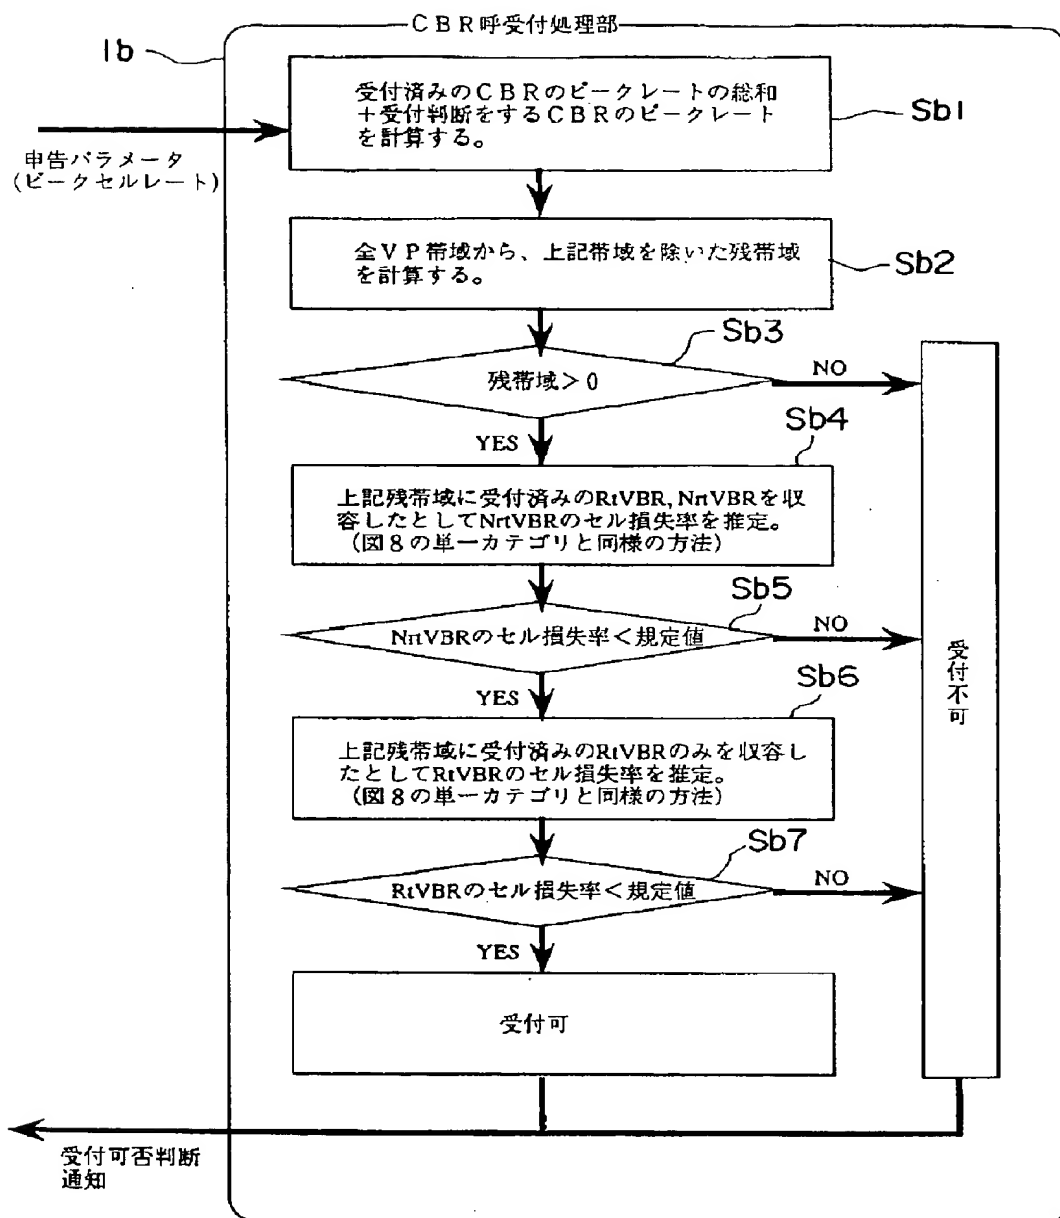 CBR呼受付処理部
1b
受付済みのCBRのピークレートの総和
+受付判断をするCBRのピークレート
を計算する。
Sb1
申告パラメータ
(ピークセルレート)
全VP帯域から、上記帯域を除いた残帯域
を計算する。
Sb2
Sb3
残帯域>0
NO
YES
Sb4
上記残帯域に受付済みのRtVBR, NrtVBRを収
容したとしてNrtVBRのセル損失率を推定。
(図8の単一カテゴリと同様の方法)
Sb5
NrtVBRのセル損失率<規定値
NO
受付不可
YES
Sb6
上記残帯域に受付済みのRtVBRのみを収容し
たとしてRtVBRのセル損失率を推定。
(図8の単一カテゴリと同様の方法)
Sb7
RtVBRのセル損失率<規定値
NO
YES
受付可
受付可否判断
通知